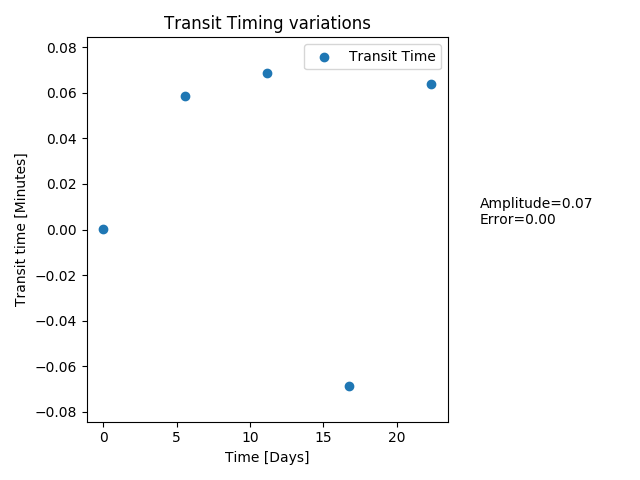 Transit Timing variations
Transit Time
0.08
0.06
0.04
0.02
0.00
−0.02
−0.04
−0.06
−0.08
Transit time [Minutes]
0
5
10
15
20
Time [Days]
Amplitude=0.07
Error=0.00